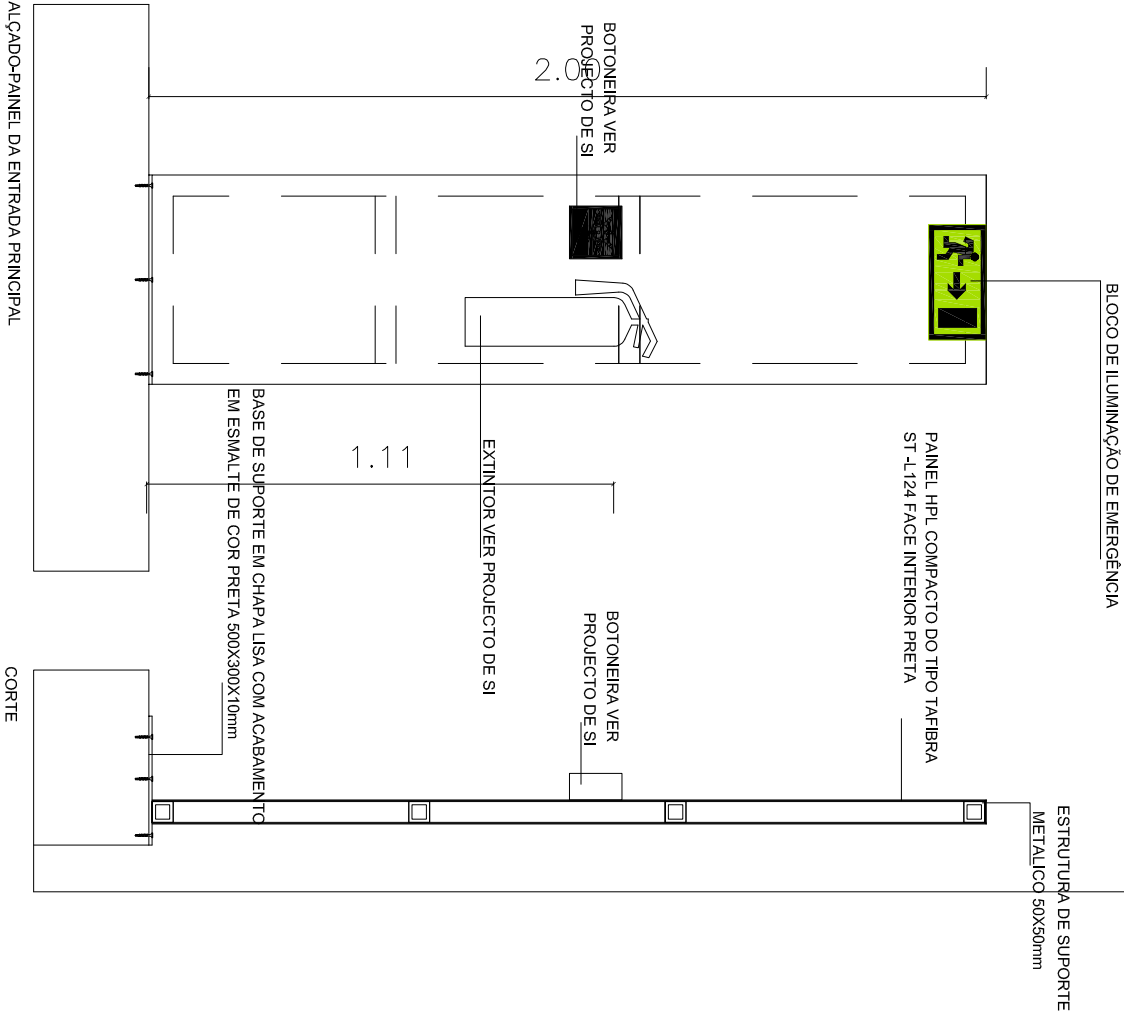 BLOCO DE ILUMINAÇÃO DE EMERGÊNCIA
ESTRUTURA DE SUPORTE
METALICO 50X50mm
PAINEL HPL COMPACTO DO TIPO TAFIBRA
ST -L124 FACE INTERIOR PRETA
BOTONEIRA VER
PROJECTO DE SI
2.00
BOTONEIRA VER
PROJECTO DE SI
EXTINTOR VER PROJECTO DE SI
1.11
BASE DE SUPORTE EM CHAPA LISA COM ACABAMENTO
EM ESMALTE DE COR PRETA 500X300X10mm
ALÇADO-PAINEL DA ENTRADA PRINCIPAL
CORTE